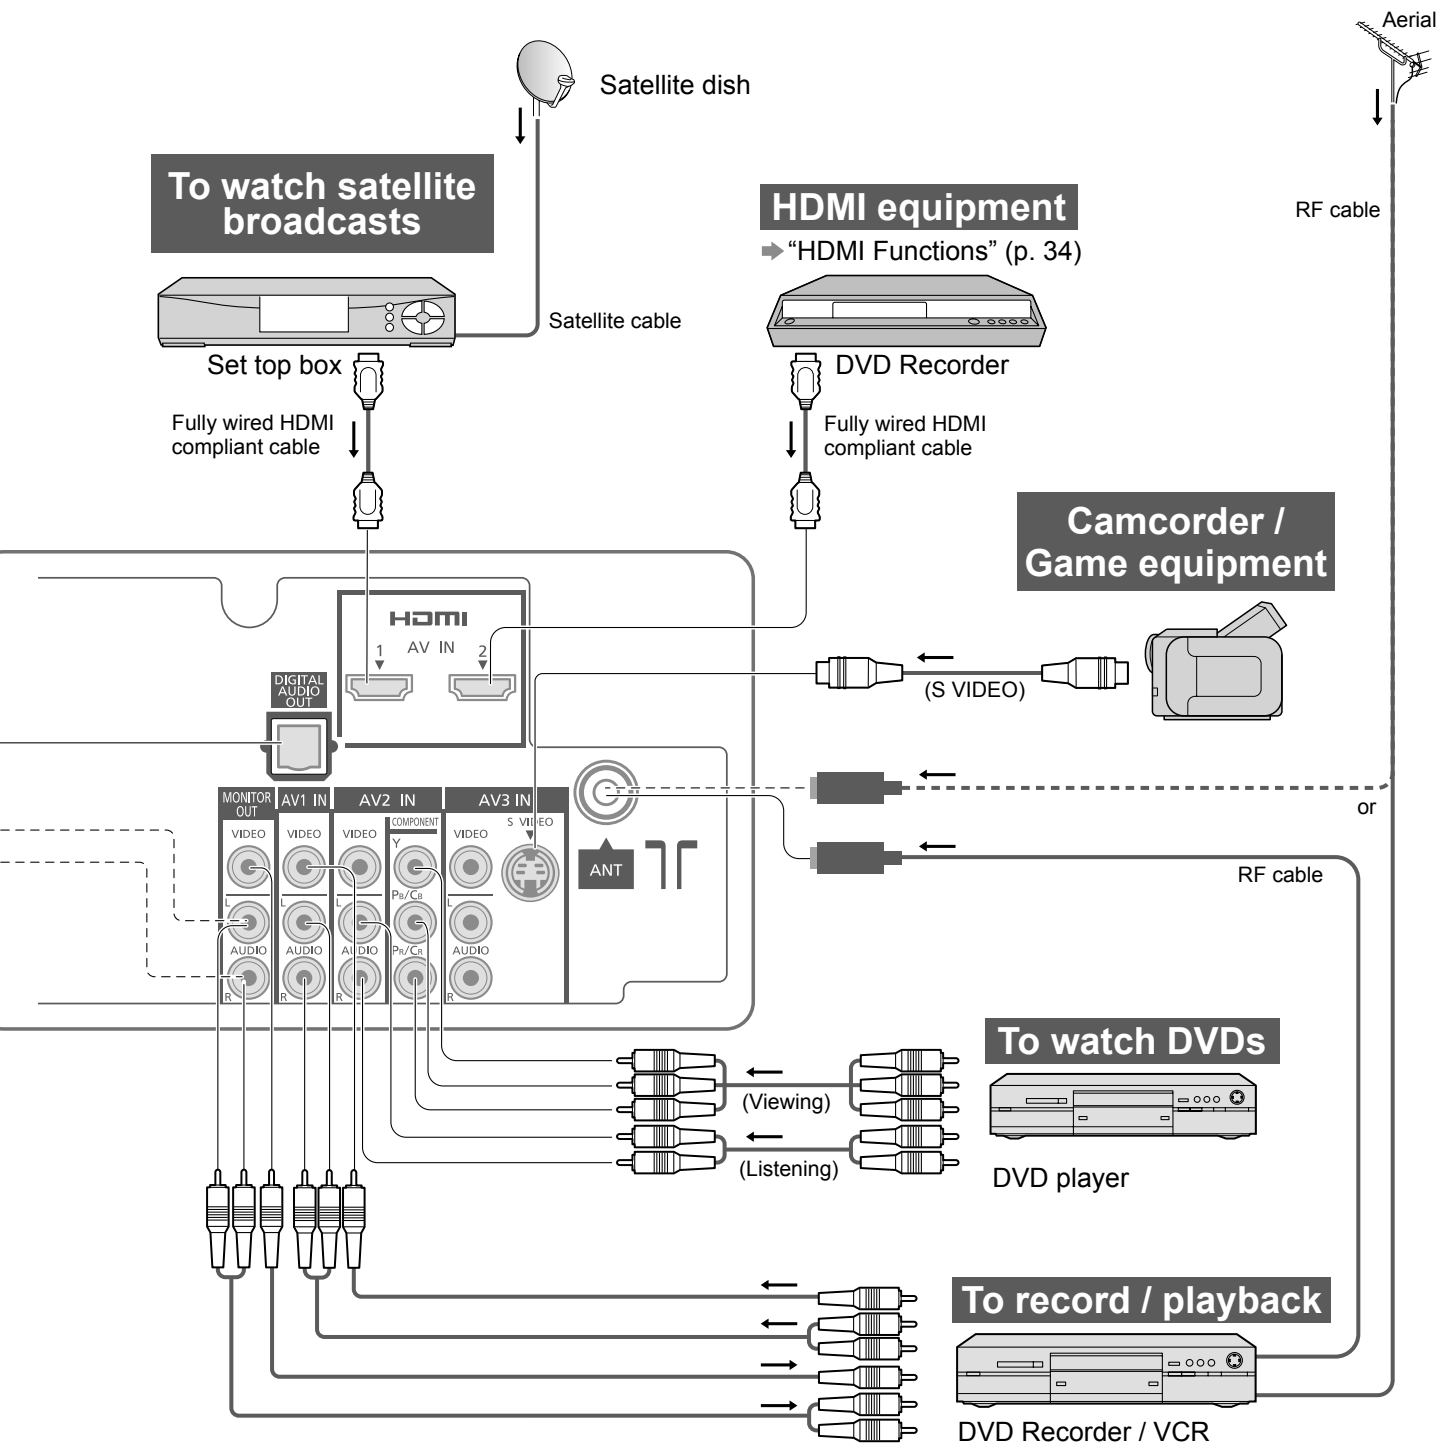 Aerial
Satellite dish
To watch satellite
broadcasts
HDMI equipment
"HDMI Functions" (p. 34)
RF cable
Satellite cable
Set top box
DVD Recorder
Fully wired HDMI
compliant cable
Fully wired HDMI
compliant cable
Camcorder /
Game equipment
HDMI
AV IN
1
2
DIGITAL
AUDIO
OUT
(S VIDEO)
MONITOR
OUT
AV1 IN
AV2 IN
AV3 IN
COMPONENT
S VIDEO
VIDEO
VIDEO
VIDEO
Y
VIDEO
ANT
or
RF cable
L
L
L
PB/CB
L
AUDIO
AUDIO
AUDIO
PR/CR
AUDIO
R
R
R
R
To watch DVDs
(Viewing)
(Listening)
DVD player
To record / playback
DVD Recorder / VCR